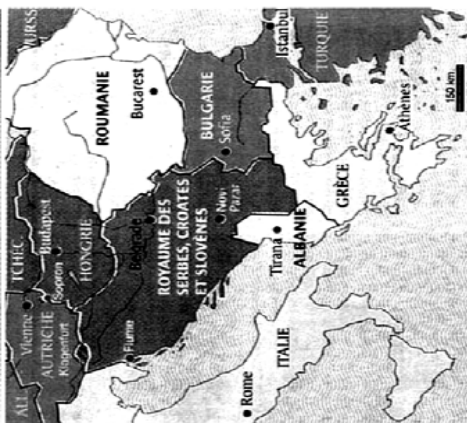 ALL.
Vienne
AUTRICHE
Klagenfurt
TCHÉC
Sopron
Budapest
HONGRIE
URSS
ROUMANIE
Bucarest
Fiume
Belgrade
ROYAUME DES
SERBES, CROATES
ET SLOVÈNES
Novi
Pazar
BULGARIE
Sofia
Istanbul
TURQUIE
Rome
ITALIE
Tirana
ALBANIE
GRÈCE
Athènes
150 km